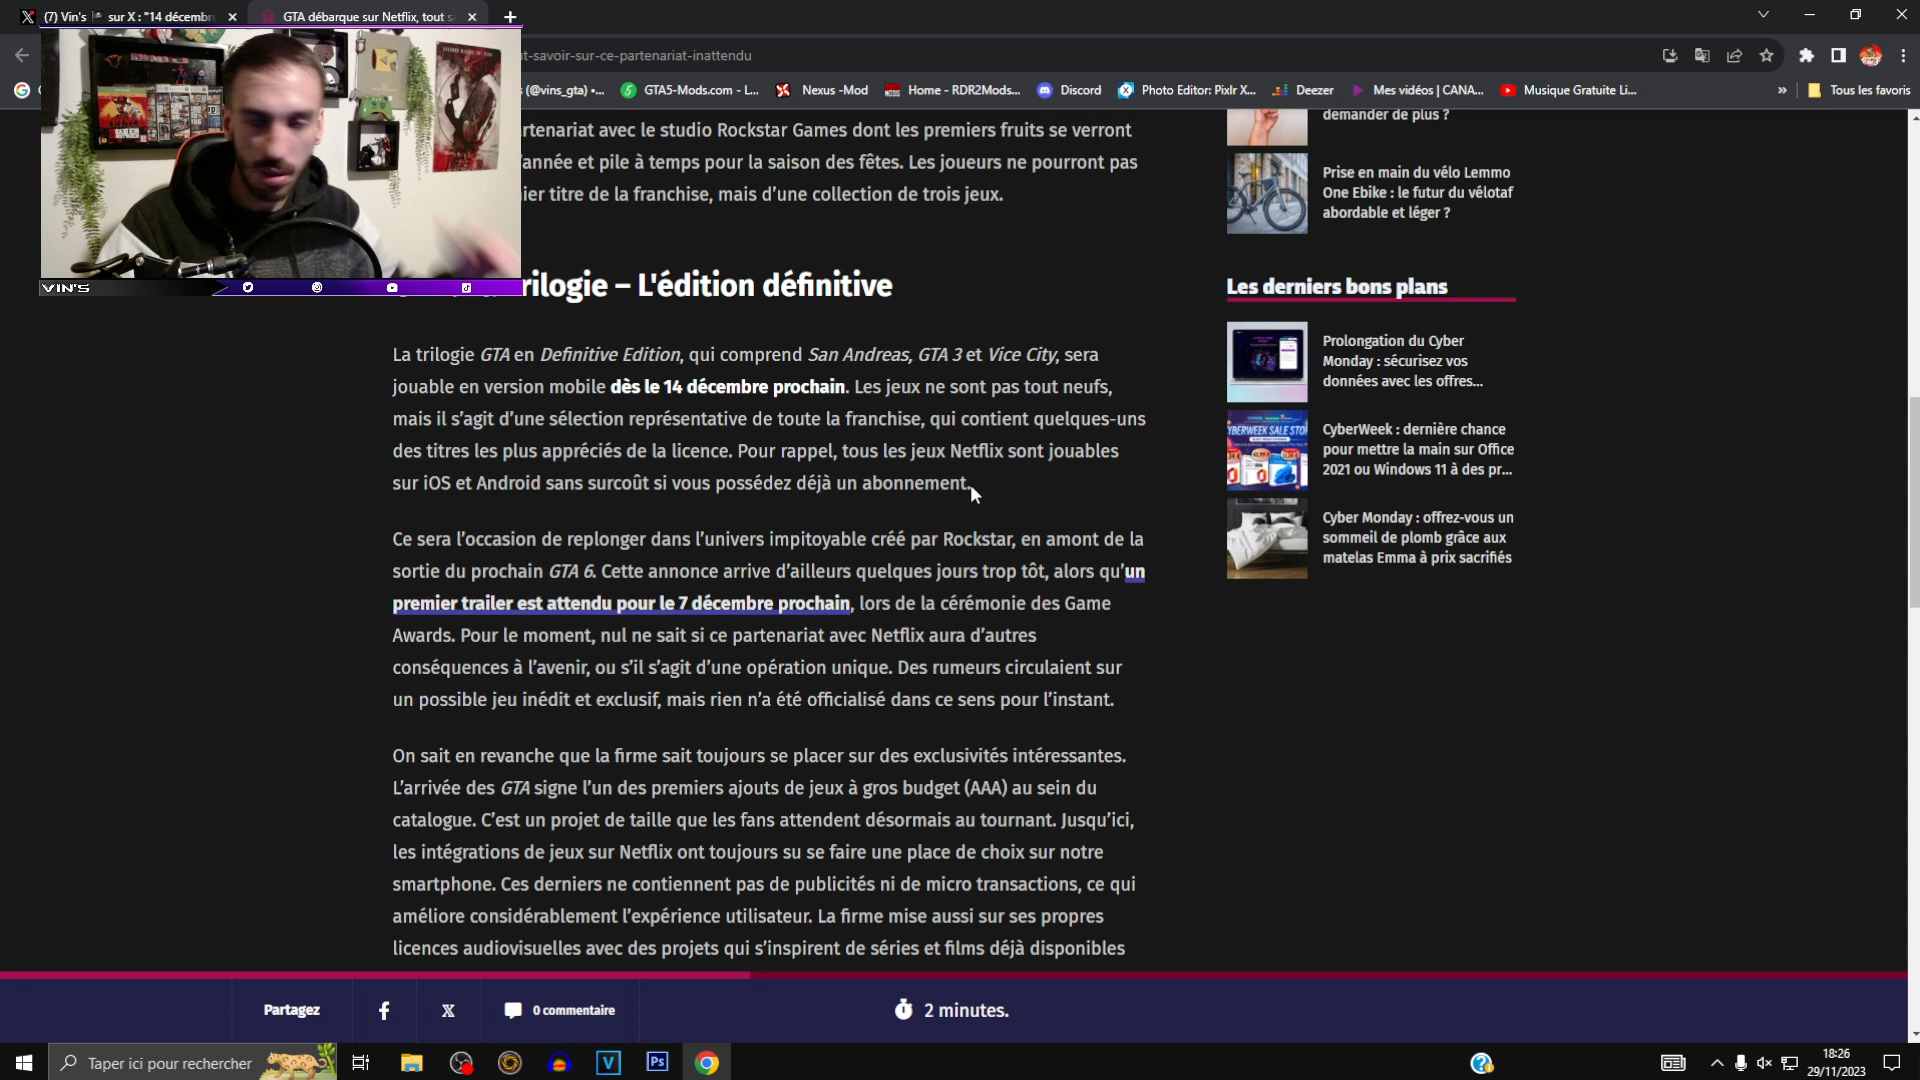 (7) Vin's sur X : "14 décembr
GTA débarque sur Netflix, tout s
t-savoir-sur-ce-partenariat-inattendu
(@vins_gta) •...
GTA5-Mods.com - L...
Nexus -Mod
Home - RDR2Mods...
Discord
Photo Editor: Pixlr X...
Deezer
Mes vidéos | CANA...
Musique Gratuite Li...
»
Tous les favoris
VIN'S
rtenariat avec le studio Rockstar Games dont les premiers fruits se verront
'année et pile à temps pour la saison des fêtes. Les joueurs ne pourront pas
ier titre de la franchise, mais d'une collection de trois jeux.
rilogie – L'édition définitive
La trilogie GTA en Definitive Edition, qui comprend San Andreas, GTA 3 et Vice City, sera
jouable en version mobile dès le 14 décembre prochain. Les jeux ne sont pas tout neufs,
mais il s'agit d'une sélection représentative de toute la franchise, qui contient quelques-uns
des titres les plus appréciés de la licence. Pour rappel, tous les jeux Netflix sont jouables
sur iOS et Android sans surcoût si vous possédez déjà un abonnement.
Ce sera l'occasion de replonger dans l'univers impitoyable créé par Rockstar, en amont de la
sortie du prochain GTA 6. Cette annonce arrive d'ailleurs quelques jours trop tôt, alors qu'un
premier trailer est attendu pour le 7 décembre prochain, lors de la cérémonie des Game
Awards. Pour le moment, nul ne sait si ce partenariat avec Netflix aura d'autres
conséquences à l'avenir, ou s'il s'agit d'une opération unique. Des rumeurs circulaient sur
un possible jeu inédit et exclusif, mais rien n'a été officialisé dans ce sens pour l'instant.
On sait en revanche que la firme sait toujours se placer sur des exclusivités intéressantes.
L'arrivée des GTA signe l'un des premiers ajouts de jeux à gros budget (AAA) au sein du
catalogue. C'est un projet de taille que les fans attendent désormais au tournant. Jusqu'ici,
les intégrations de jeux sur Netflix ont toujours su se faire une place de choix sur notre
smartphone. Ces derniers ne contiennent pas de publicités ni de micro transactions, ce qui
améliore considérablement l'expérience utilisateur. La firme mise aussi sur ses propres
licences audiovisuelles avec des projets qui s'inspirent de séries et films déjà disponibles
demander de plus ?
Prise en main du vélo Lemmo
One Ebike : le futur du vélotaf
abordable et léger ?
Les derniers bons plans
Prolongation du Cyber
Monday : sécurisez vos
données avec les offres...
CyberWeek : dernière chance
pour mettre la main sur Office
2021 ou Windows 11 à des pr...
Cyber Monday : offrez-vous un
sommeil de plomb grâce aux
matelas Emma à prix sacrifiés
Partagez
0 commentaire
2 minutes.
Taper ici pour rechercher
18:26
29/11/2023